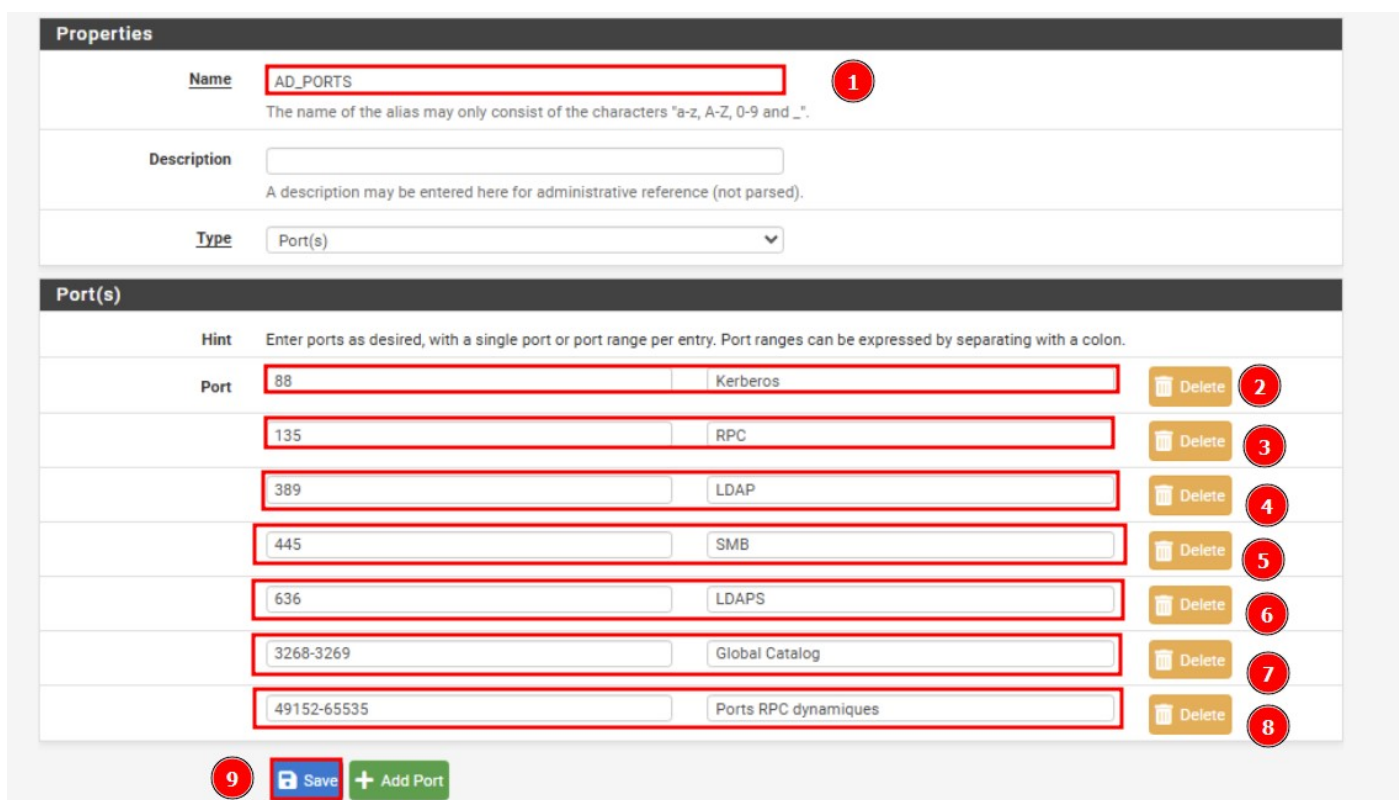 Properties
Name AD_PORTS 1
The name of the alias may only consist of the characters "a-z, A-Z, 0-9 and _".
Description
A description may be entered here for administrative reference (not parsed).
Type Port(s)
Port(s)
Hint Enter ports as desired, with a single port or port range per entry. Port ranges can be expressed by separating with a colon.
Port 88 Kerberos Delete 2
135 RPC Delete 3
389 LDAP Delete 4
445 SMB Delete 5
636 LDAPS Delete 6
3268-3269 Global Catalog Delete 7
49152-65535 Ports RPC dynamiques Delete 8
9 Save Add Port